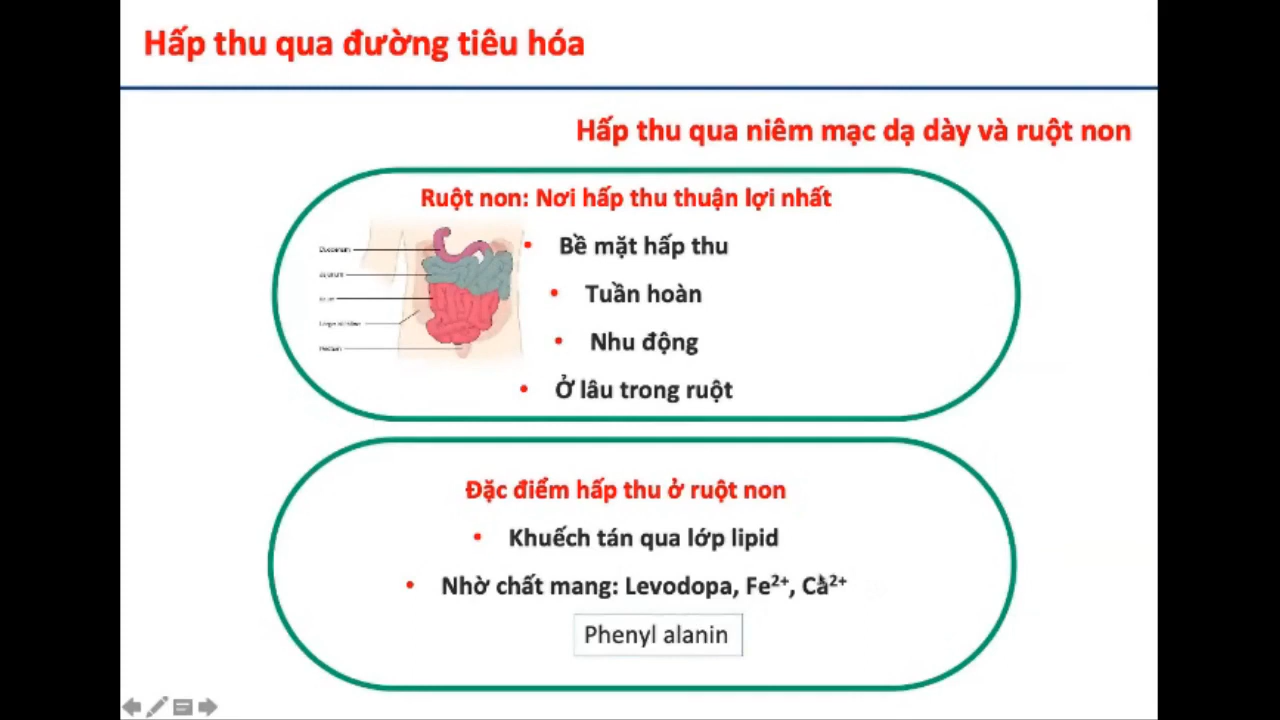 Hấp thu qua đường tiêu hóa
Hấp thu qua niêm mạc dạ dày và ruột non
Ruột non: Nơi hấp thu thuận lợi nhất
• Bề mặt hấp thu
• Tuần hoàn
• Nhu động
• Ở lâu trong ruột
Đặc điểm hấp thu ở ruột non
• Khuếch tán qua lớp lipid
• Nhờ chất mang: Levodopa, Fe²⁺, Ca²⁺
Phenyl alanin